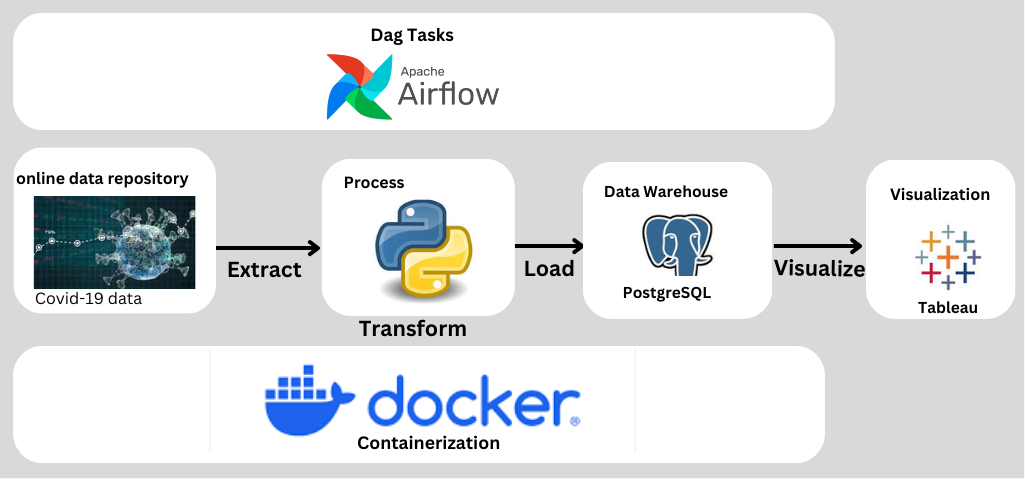 Dag Tasks
Apache
Airflow
online data repository
Covid-19 data
Extract
Process
Transform
Load
Data Warehouse
PostgreSQL
Visualize
Visualization
Tableau
docker®
Containerization